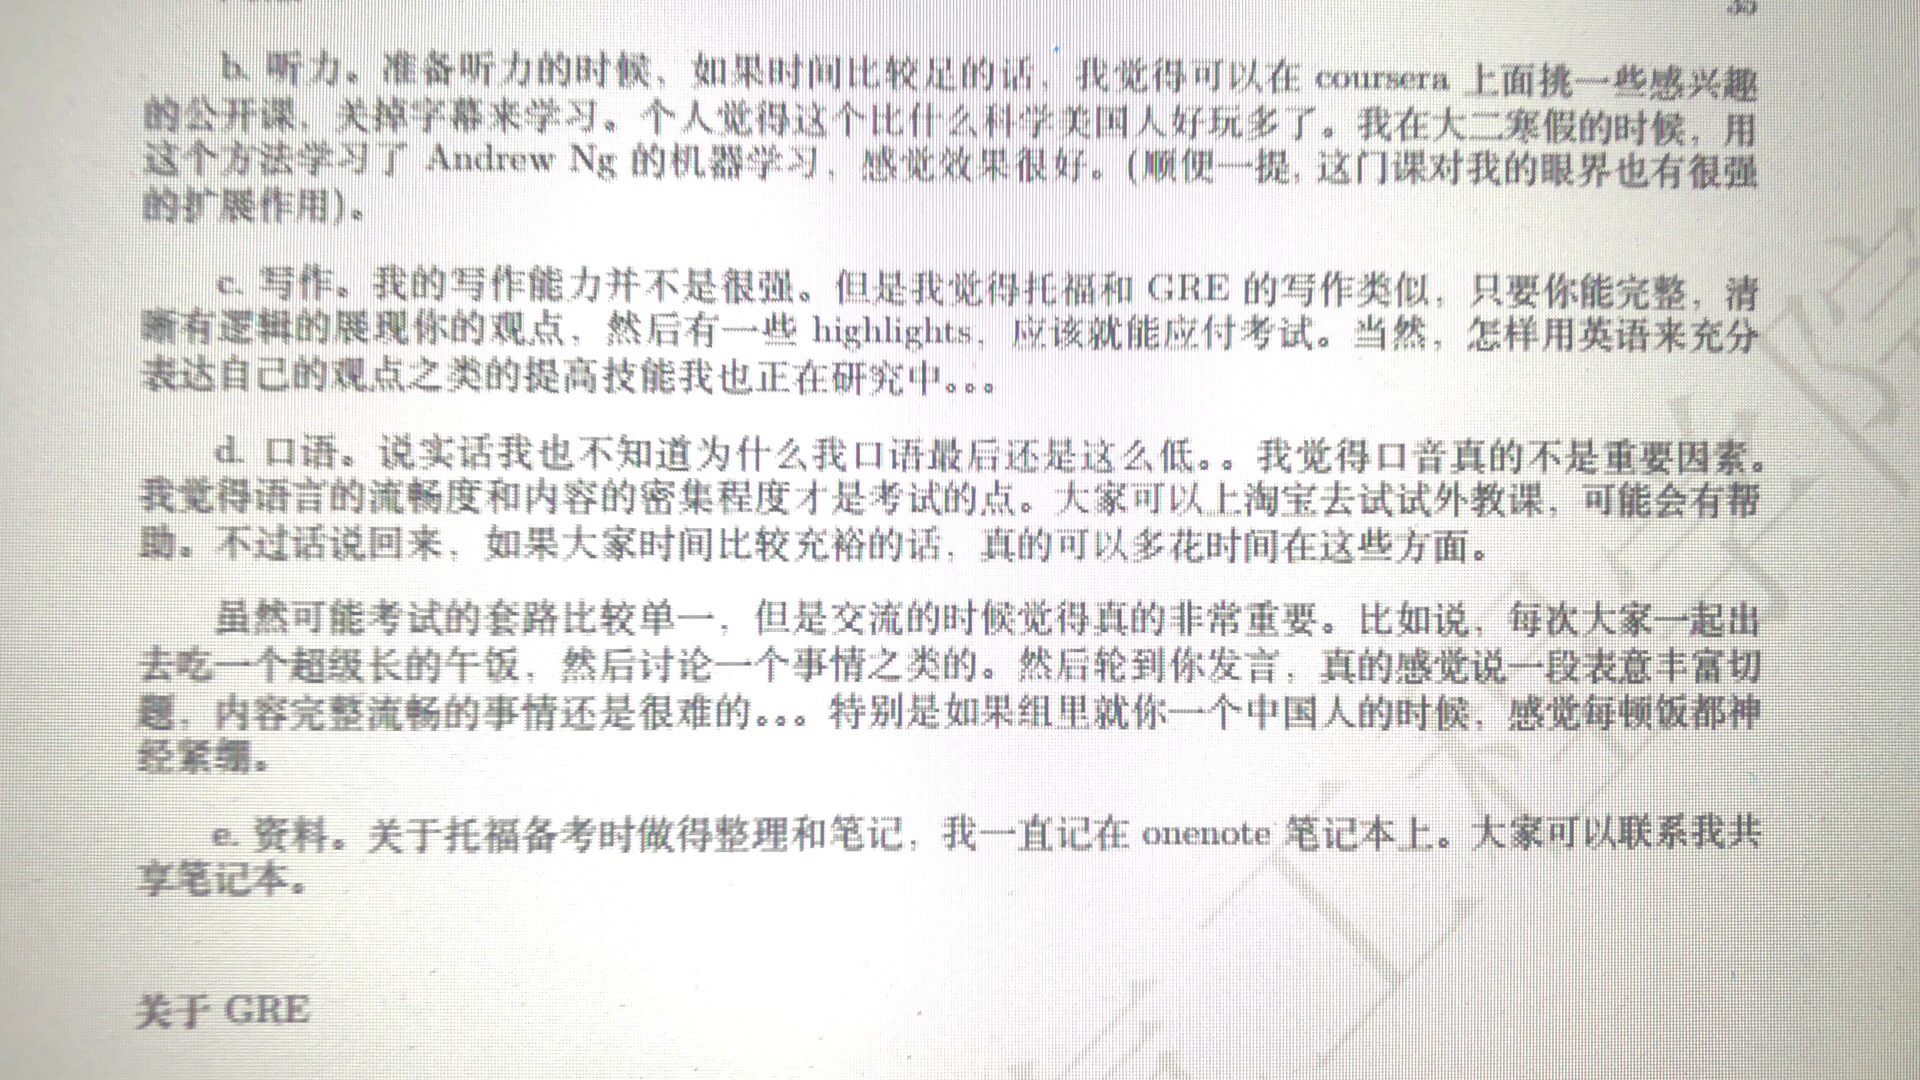 35
b. 听力。准备听力的时候，如果时间比较足的话，我觉得可以在 coursera 上面挑一些感兴趣
的公开课，关掉字幕来学习。个人觉得这个比什么科学美国人好玩多了。我在大二寒假的时候，用
这个方法学习了 Andrew Ng 的机器学习，感觉效果很好。(顺便一提, 这门课对我的眼界也有很强
的扩展作用)。
c. 写作。我的写作能力并不是很强。但是我觉得托福和 GRE 的写作类似，只要你能完整，清
晰有逻辑的展现你的观点，然后有一些 highlights，应该就能应付考试。当然，怎样用英语来充分
表达自己的观点之类的提高技能我也正在研究中。。。
d. 口语。说实话我也不知道为什么我口语最后还是这么低。。我觉得口音真的不是重要因素。
我觉得语言的流畅度和内容的密集程度才是考试的点。大家可以上淘宝去试试外教课，可能会有帮
助。不过话说回来，如果大家时间比较充裕的话，真的可以多花时间在这些方面。
虽然可能考试的套路比较单一，但是交流的时候觉得真的非常重要。比如说，每次大家一起出
去吃一个超级长的午饭，然后讨论一个事情之类的。然后轮到你发言，真的感觉说一段表意丰富切
题，内容完整流畅的事情还是很难的。。。特别是如果组里就你一个中国人的时候，感觉每顿饭都神
经紧绷。
e. 资料。关于托福备考时做得整理和笔记，我一直记在 onenote 笔记本上。大家可以联系我共
享笔记本。
关于 GRE